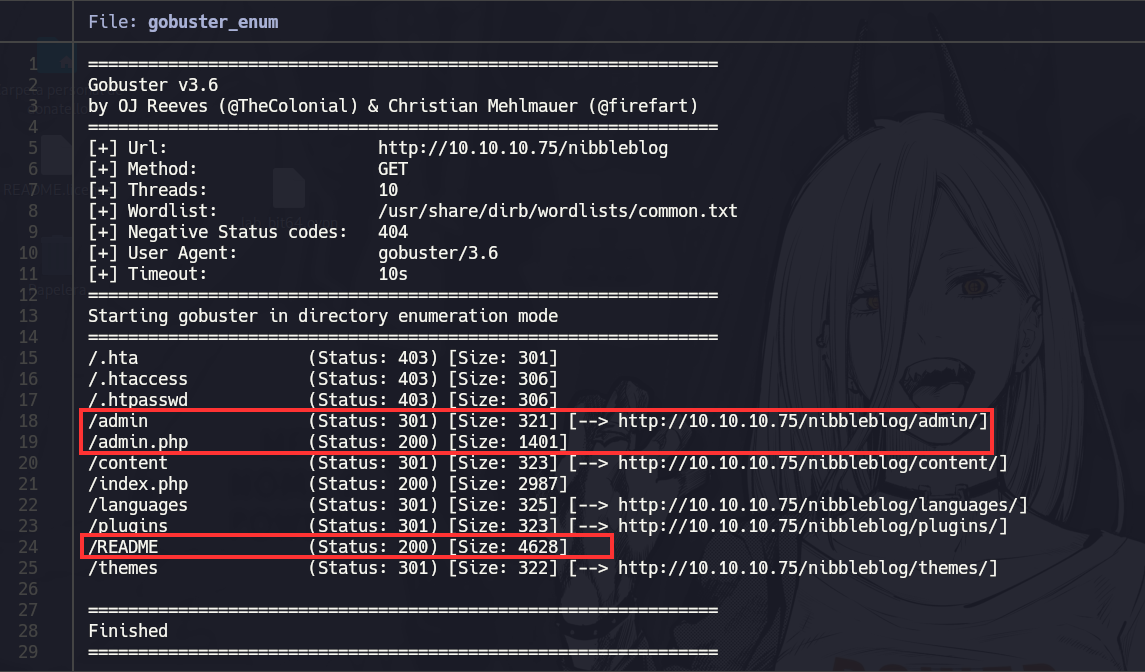 File: gobuster_enum
1 ===============================================================
2 Gobuster v3.6
3 by OJ Reeves (@TheColonial) & Christian Mehlmauer (@firefart)
4 ===============================================================
5 [+] Url:                     http://10.10.10.75/nibbleblog
6 [+] Method:                  GET
7 [+] Threads:                 10
8 [+] Wordlist:                /usr/share/dirb/wordlists/common.txt
9 [+] Negative Status codes:   404
10 [+] User Agent:              gobuster/3.6
11 [+] Timeout:                 10s
12 ===============================================================
13 Starting gobuster in directory enumeration mode
14 ===============================================================
15 /.hta                 (Status: 403) [Size: 301]
16 /.htaccess            (Status: 403) [Size: 306]
17 /.htpasswd            (Status: 403) [Size: 306]
18 /admin                (Status: 301) [Size: 321] [--> http://10.10.10.75/nibbleblog/admin/]
19 /admin.php            (Status: 200) [Size: 1401]
20 /content              (Status: 301) [Size: 323] [--> http://10.10.10.75/nibbleblog/content/]
21 /index.php            (Status: 200) [Size: 2987]
22 /languages            (Status: 301) [Size: 325] [--> http://10.10.10.75/nibbleblog/languages/]
23 /plugins              (Status: 301) [Size: 323] [--> http://10.10.10.75/nibbleblog/plugins/]
24 /README               (Status: 200) [Size: 4628]
25 /themes               (Status: 301) [Size: 322] [--> http://10.10.10.75/nibbleblog/themes/]
26
27 ===============================================================
28 Finished
29 ===============================================================